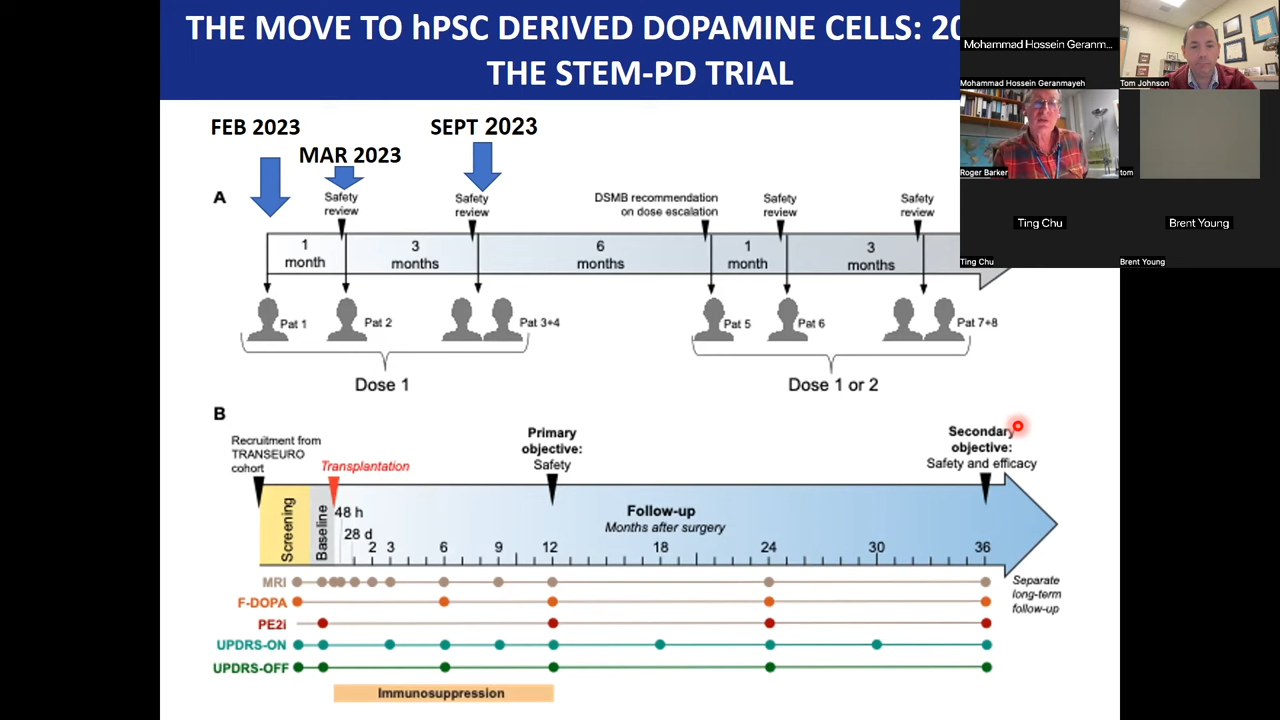 THE MOVE TO hPSC DERIVED DOPAMINE CELLS: 20
THE STEM-PD TRIAL
Mohammad Hossein Geranm...
Mohammad Hossein Geranmayeh
Tom Johnson
Roger Barker
tom
Ting Chu
Brent Young
Ting Chu
Brent Young
FEB 2023
MAR 2023
SEPT 2023
A
Safety
review
Safety
review
DSMB recommendation
on dose escalation
Safety
review
Safety
review
1
month
3
months
6
months
1
month
3
months
Pat 1
Pat 2
Pat 3+4
Pat 5
Pat 6
Pat 7+8
Dose 1
Dose 1 or 2
B
Recruitment from
TRANSEURO
cohort
Transplantation
Primary
objective:
Safety
Secondary
objective:
Safety and efficacy
Screening
Baseline
48 h
28 d
Follow-up
Months after surgery
2 3 6 9 12 18 24 30 36
MRI
F-DOPA
PE2i
UPDRS-ON
UPDRS-OFF
Separate
long-term
follow-up
Immunosuppression